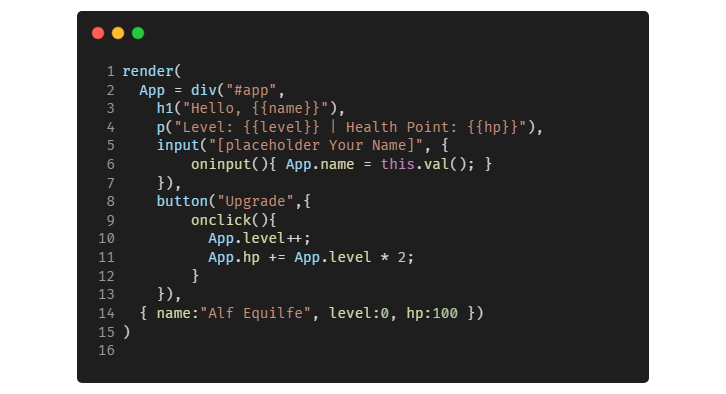 1 render(
2   App = div("#app",
3     h1("Hello, {{name}}"),
4     p("Level: {{level}} | Health Point: {{hp}}"),
5     input("[placeholder Your Name]", {
6         oninput(){ App.name = this.val(); }
7     }),
8     button("Upgrade",{
9         onclick(){
10           App.level++;
11           App.hp += App.level * 2;
12         }
13     }),
14   { name:"Alf Equilfe", level:0, hp:100 })
15 )
16